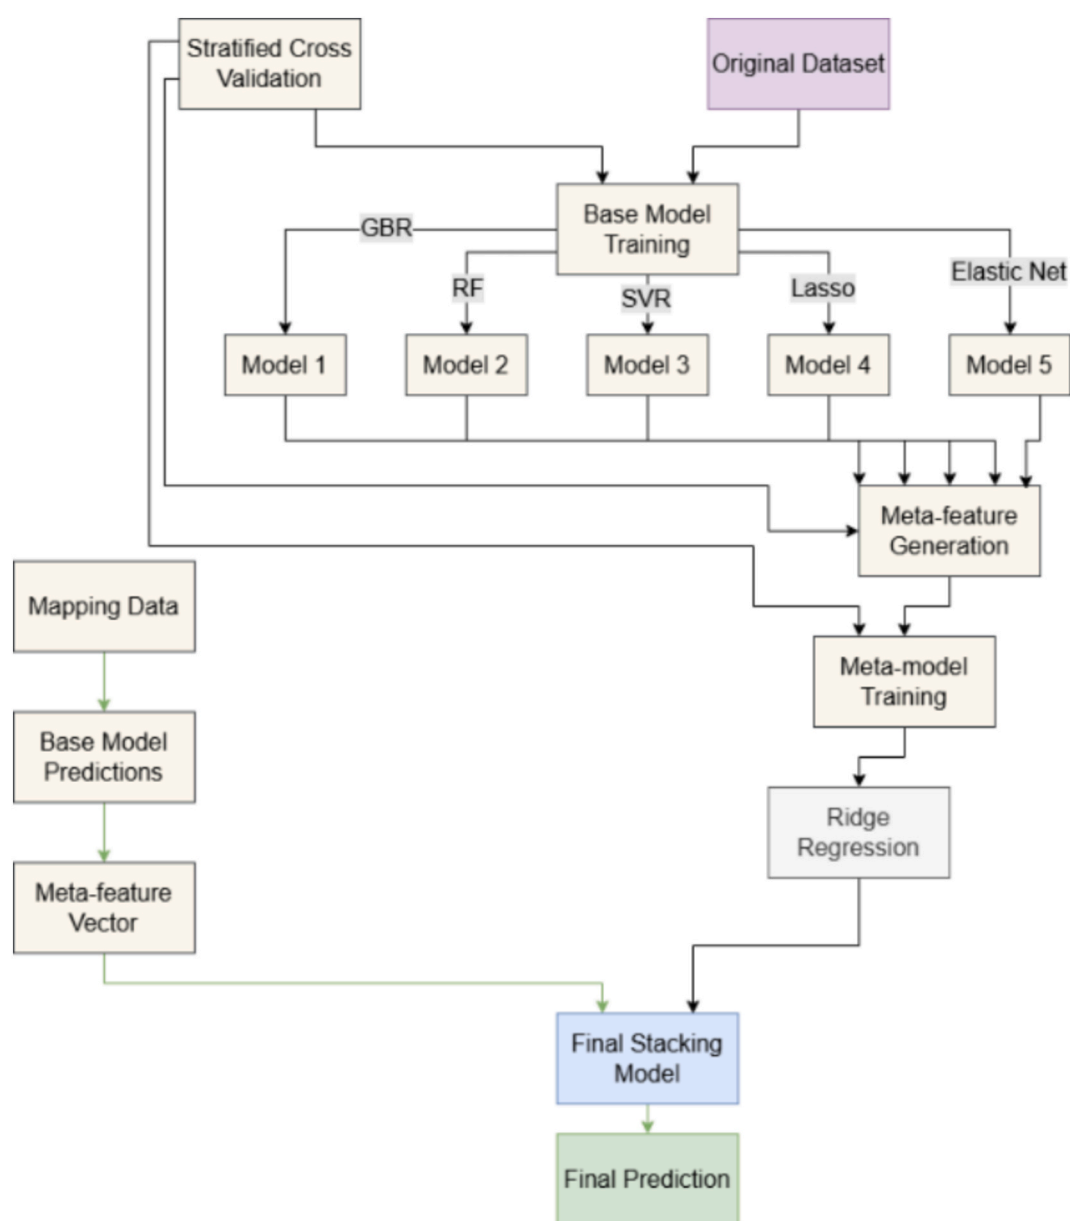 Stratified Cross
Validation
Original Dataset
Base Model
Training
GBR
RF
SVR
Lasso
Elastic Net
Model 1
Model 2
Model 3
Model 4
Model 5
Meta-feature
Generation
Mapping Data
Meta-model
Training
Base Model
Predictions
Ridge
Regression
Meta-feature
Vector
Final Stacking
Model
Final Prediction